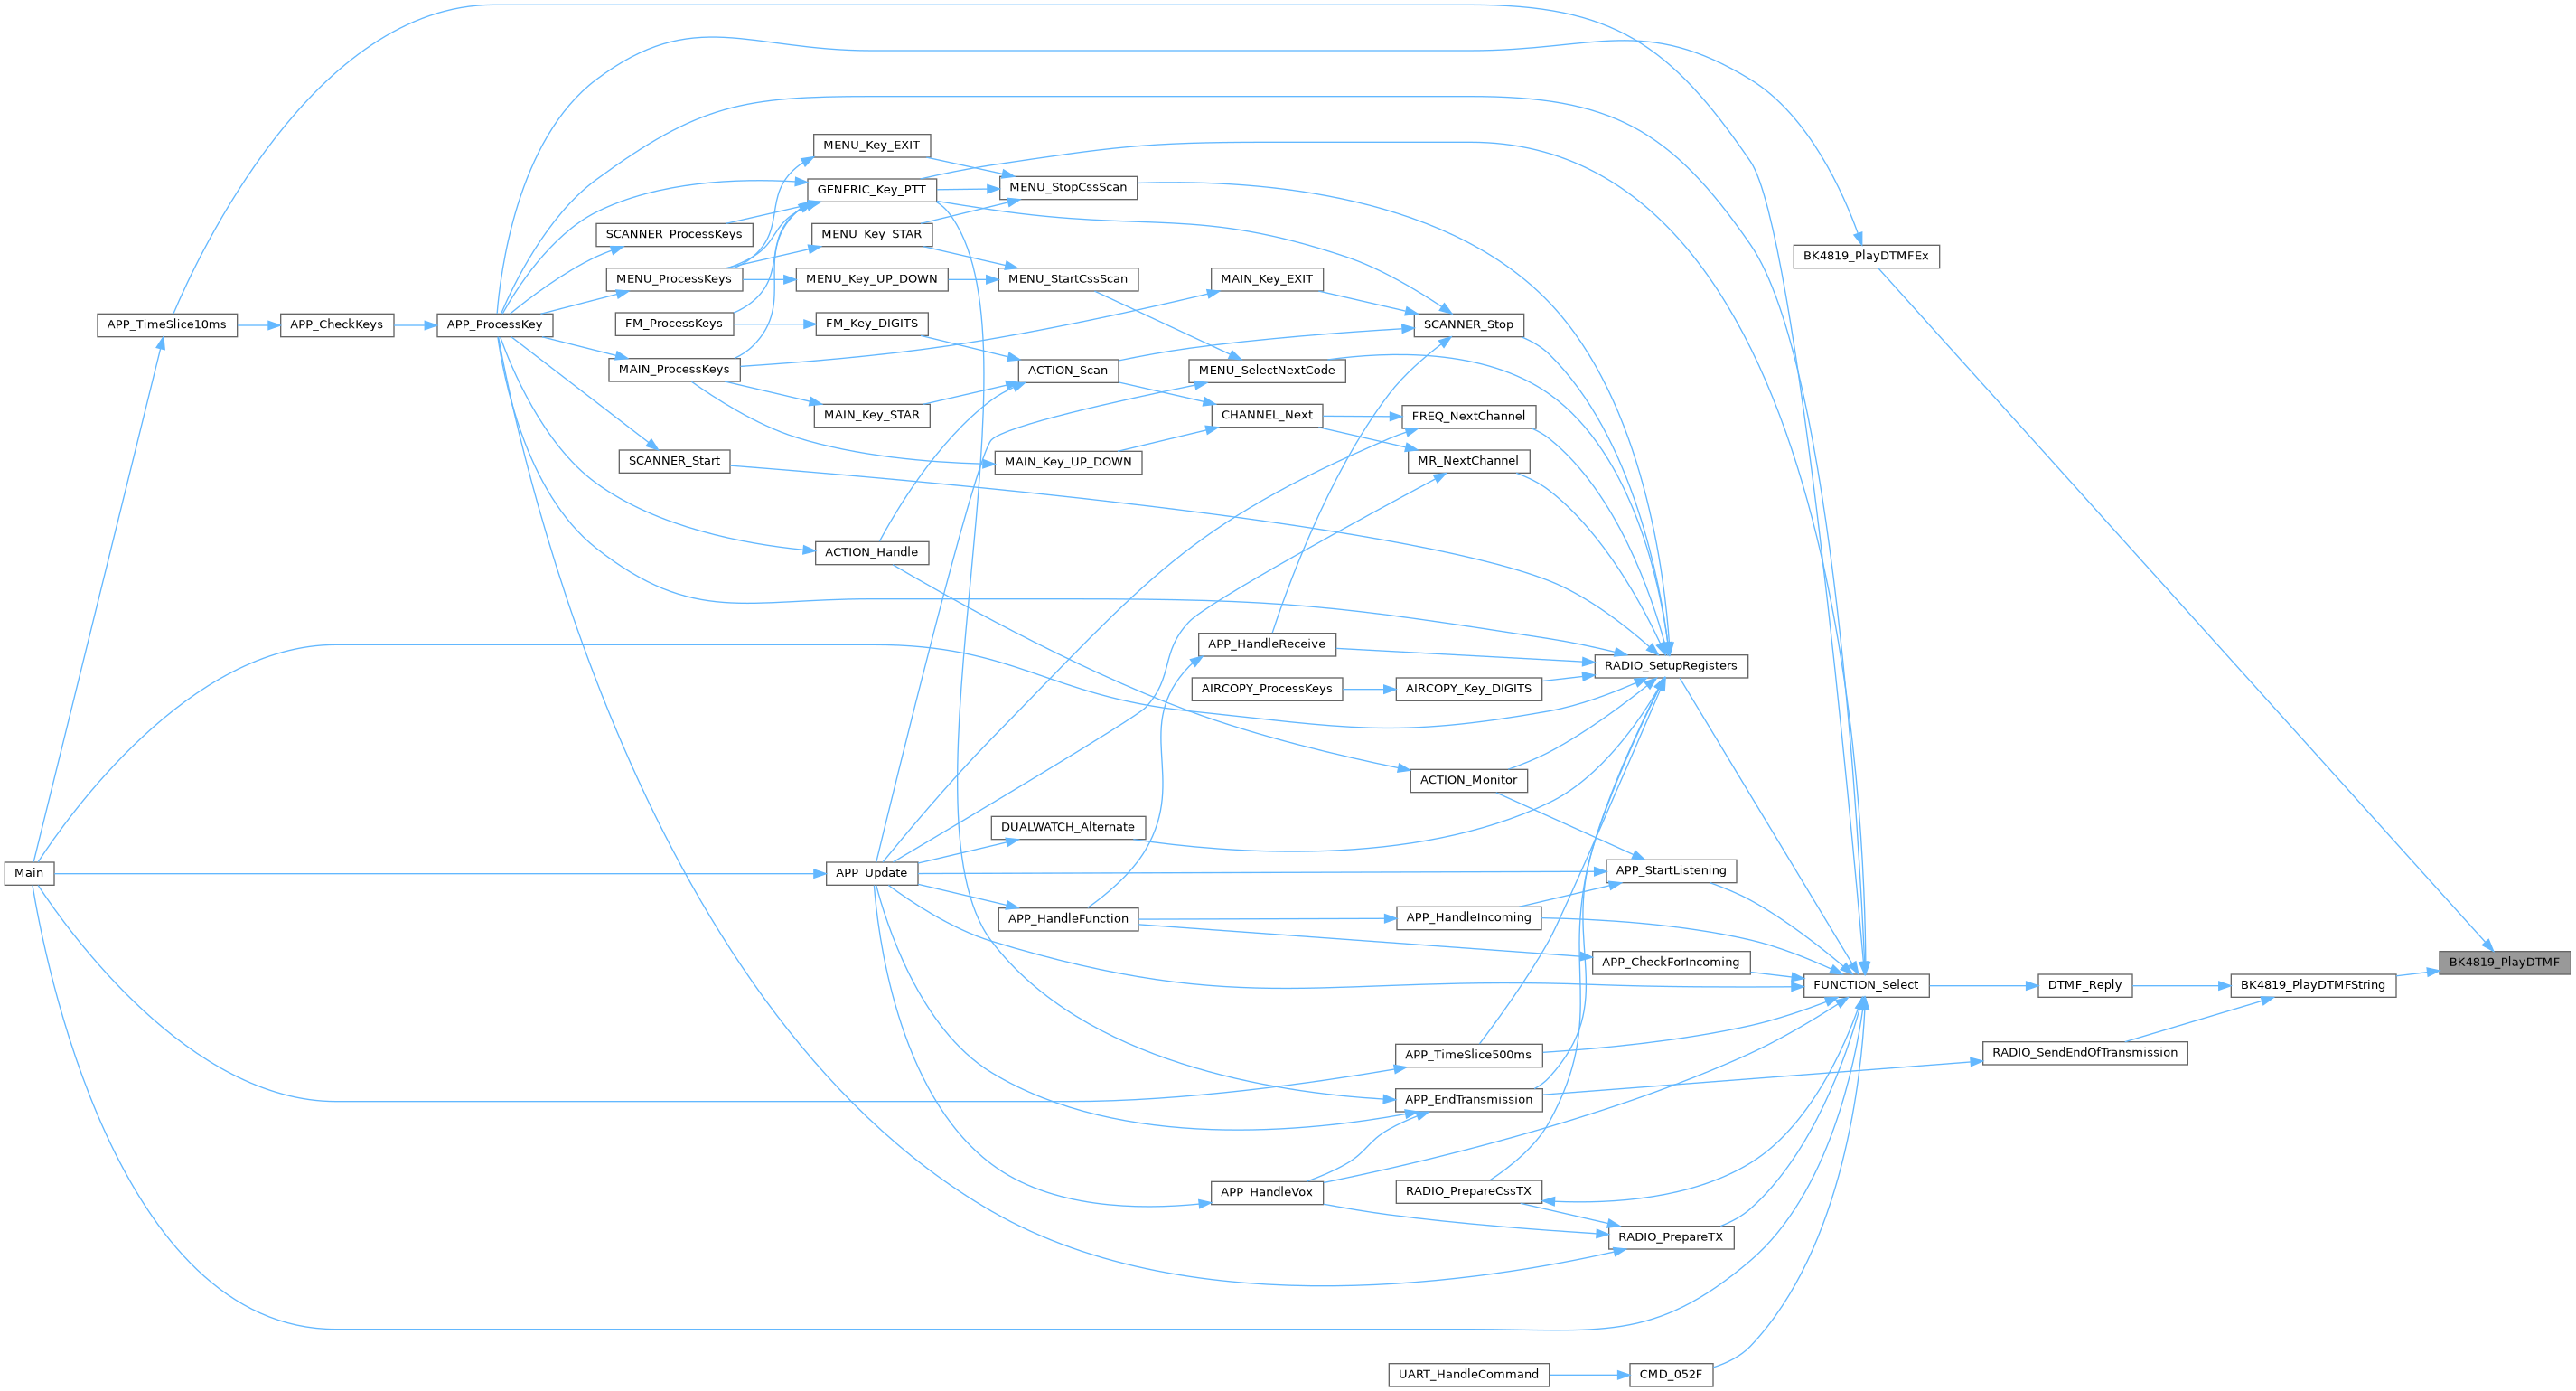 MENU_Key_EXIT
GENERIC_Key_PTT
MENU_StopCssScan
SCANNER_ProcessKeys
MENU_Key_STAR
BK4819_PlayDTMFEx
MENU_ProcessKeys
MENU_Key_UP_DOWN
MENU_StartCssScan
MAIN_Key_EXIT
APP_TimeSlice10ms
APP_CheckKeys
APP_ProcessKey
FM_ProcessKeys
FM_Key_DIGITS
SCANNER_Stop
MAIN_ProcessKeys
ACTION_Scan
MENU_SelectNextCode
MAIN_Key_STAR
CHANNEL_Next
FREQ_NextChannel
SCANNER_Start
MAIN_Key_UP_DOWN
MR_NextChannel
ACTION_Handle
APP_HandleReceive
RADIO_SetupRegisters
AIRCOPY_ProcessKeys
AIRCOPY_Key_DIGITS
ACTION_Monitor
DUALWATCH_Alternate
Main
APP_Update
APP_StartListening
APP_HandleFunction
APP_HandleIncoming
APP_CheckForIncoming
BK4819_PlayDTMF
FUNCTION_Select
DTMF_Reply
BK4819_PlayDTMFString
APP_TimeSlice500ms
RADIO_SendEndOfTransmission
APP_EndTransmission
APP_HandleVox
RADIO_PrepareCssTX
RADIO_PrepareTX
UART_HandleCommand
CMD_052F